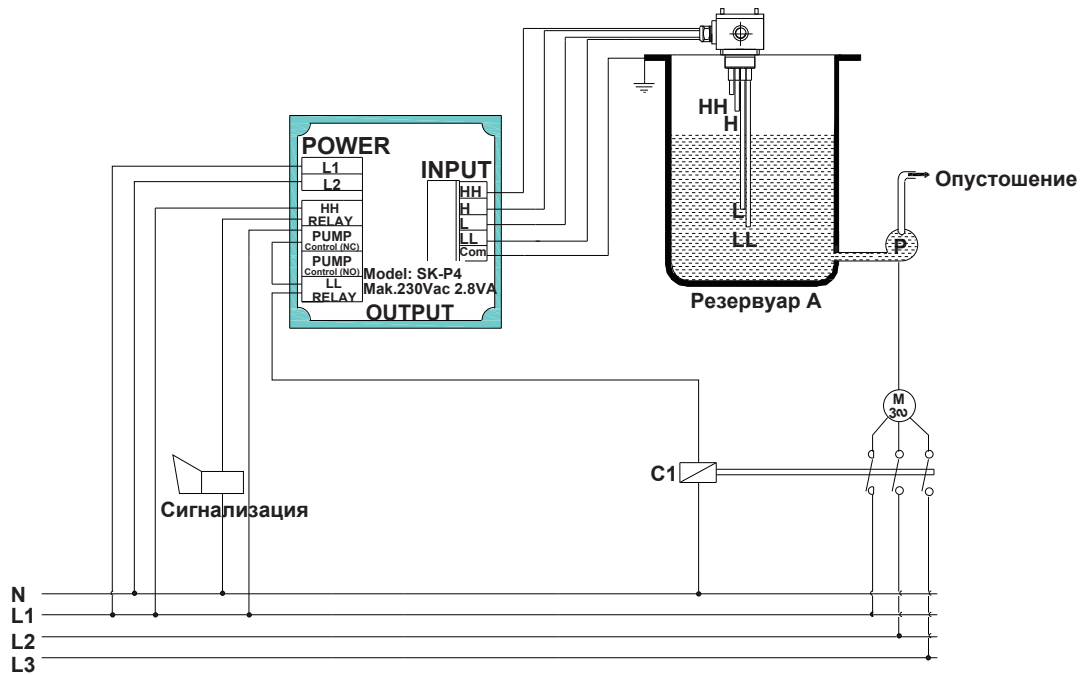 HH
H
L
LL
Опустошение
P
Резервуар А
POWER
L1
L2
HH
RELAY
PUMP
Control (NC)
PUMP
Control (NO)
LL
RELAY
INPUT
HH
H
L
LL
Com
Model: SK-P4
Mak.230Vac 2.8VA
OUTPUT
M
3∾
C1
Сигнализация
N
L1
L2
L3